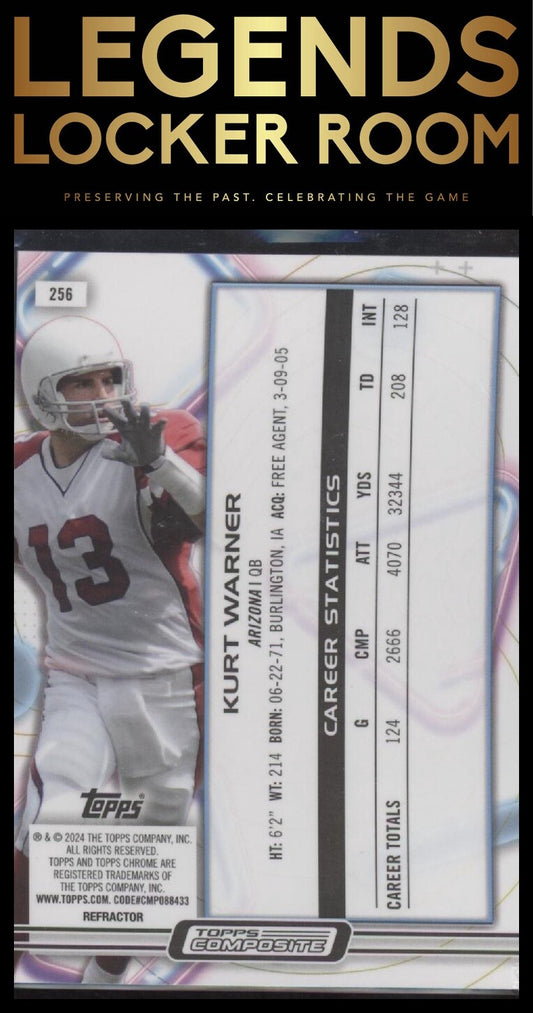 LEGENDS
LOCKER ROOM
PRESERVING THE PAST. CELEBRATING THE GAME
256
13
KURT WARNER
ARIZONA | QB
HT: 6'2" WT: 214 BORN: 06-22-71, BURLINGTON, IA ACQ: FREE AGENT, 3-09-05
CAREER STATISTICS
G CMP ATT YDS TD INT
CAREER TOTALS 124 2666 4070 32344 208 128
topps®
® & © 2024 THE TOPPS COMPANY, INC.
ALL RIGHTS RESERVED.
TOPPS AND TOPPS CHROME ARE
REGISTERED TRADEMARKS OF
THE TOPPS COMPANY, INC.
WWW.TOPPS.COM. CODE#CMP088433
REFRACTOR
TOPPS
COMPOSITE